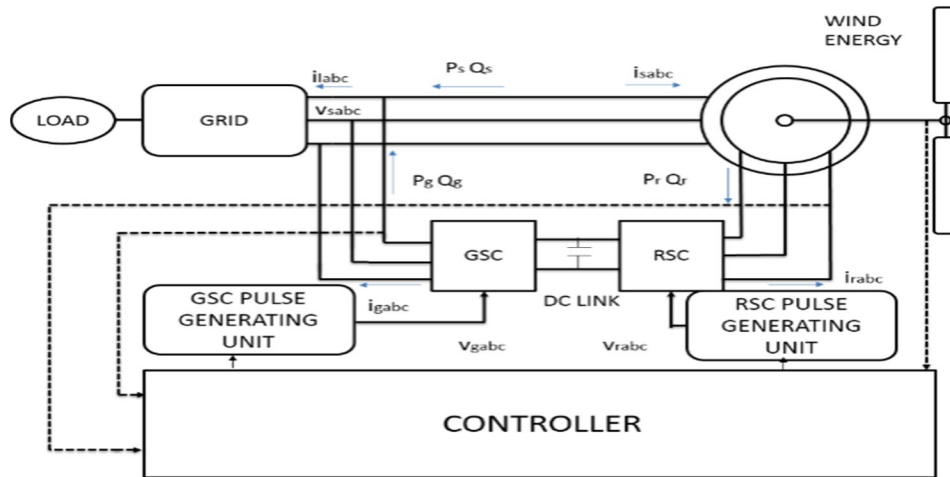 WIND
ENERGY
Ps Qs
ilabc
isabc
vsabc
LOAD
GRID
Pg Qg
Pr Qr
GSC
RSC
irabc
DC LINK
igabc
GSC PULSE
GENERATING
UNIT
RSC PULSE
GENERATING
UNIT
vgabc
vrabc
CONTROLLER